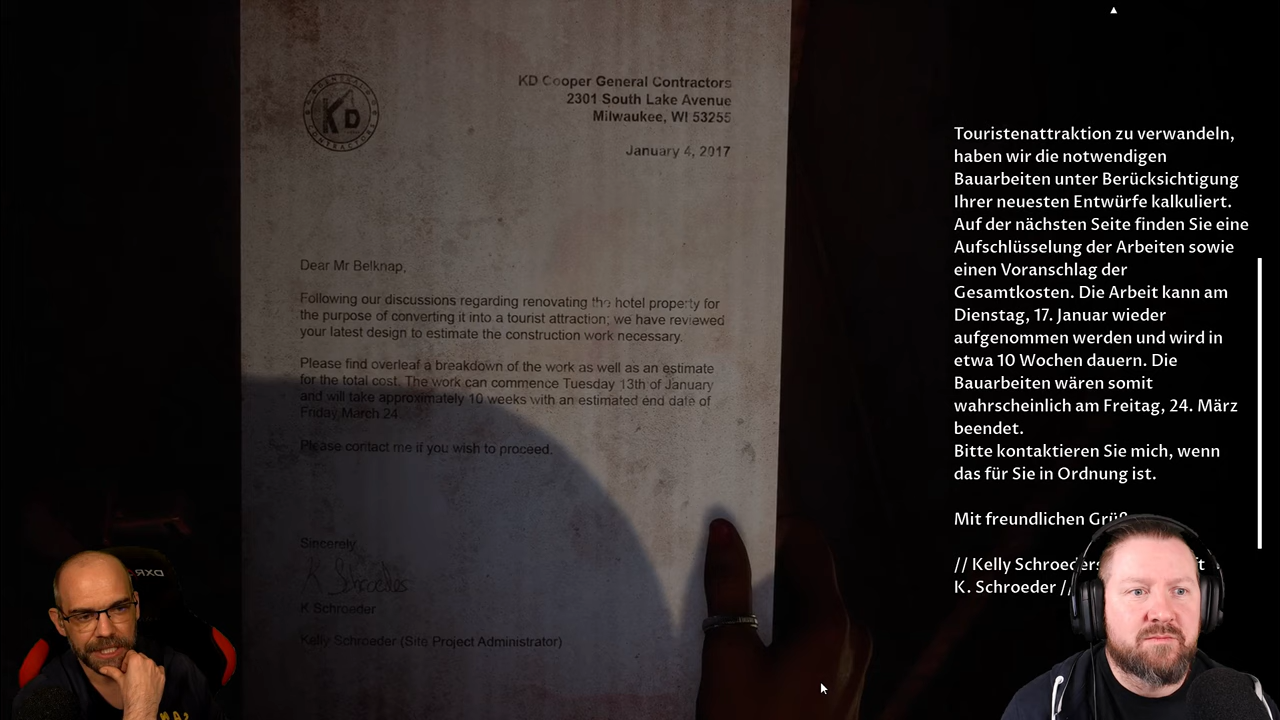 KD
KD Cooper General Contractors
2301 South Lake Avenue
Milwaukee, WI 53255
January 4, 2017
Dear Mr Belknap,
Following our discussions regarding renovating the hotel property for
the purpose of converting it into a tourist attraction; we have reviewed
your latest design to estimate the construction work necessary.
Please find overleaf a breakdown of the work as well as an estimate
for the total cost. The work can commence Tuesday 13th of January
and will take approximately 10 weeks with an estimated end date of
Friday March 24.
Please contact me if you wish to proceed.
Sincerely
K Schroeder
K Schroeder
Kelly Schroeder (Site Project Administrator)
Touristenattraktion zu verwandeln,
haben wir die notwendigen
Bauarbeiten unter Berücksichtigung
Ihrer neuesten Entwürfe kalkuliert.
Auf der nächsten Seite finden Sie eine
Aufschlüsselung der Arbeiten sowie
einen Voranschlag der
Gesamtkosten. Die Arbeit kann am
Dienstag, 17. Januar wieder
aufgenommen werden und wird in
etwa 10 Wochen dauern. Die
Bauarbeiten wären somit
wahrscheinlich am Freitag, 24. März
beendet.
Bitte kontaktieren Sie mich, wenn
das für Sie in Ordnung ist.
Mit freundlichen
// Kelly Schroeders
K. Schroeder //
DXR